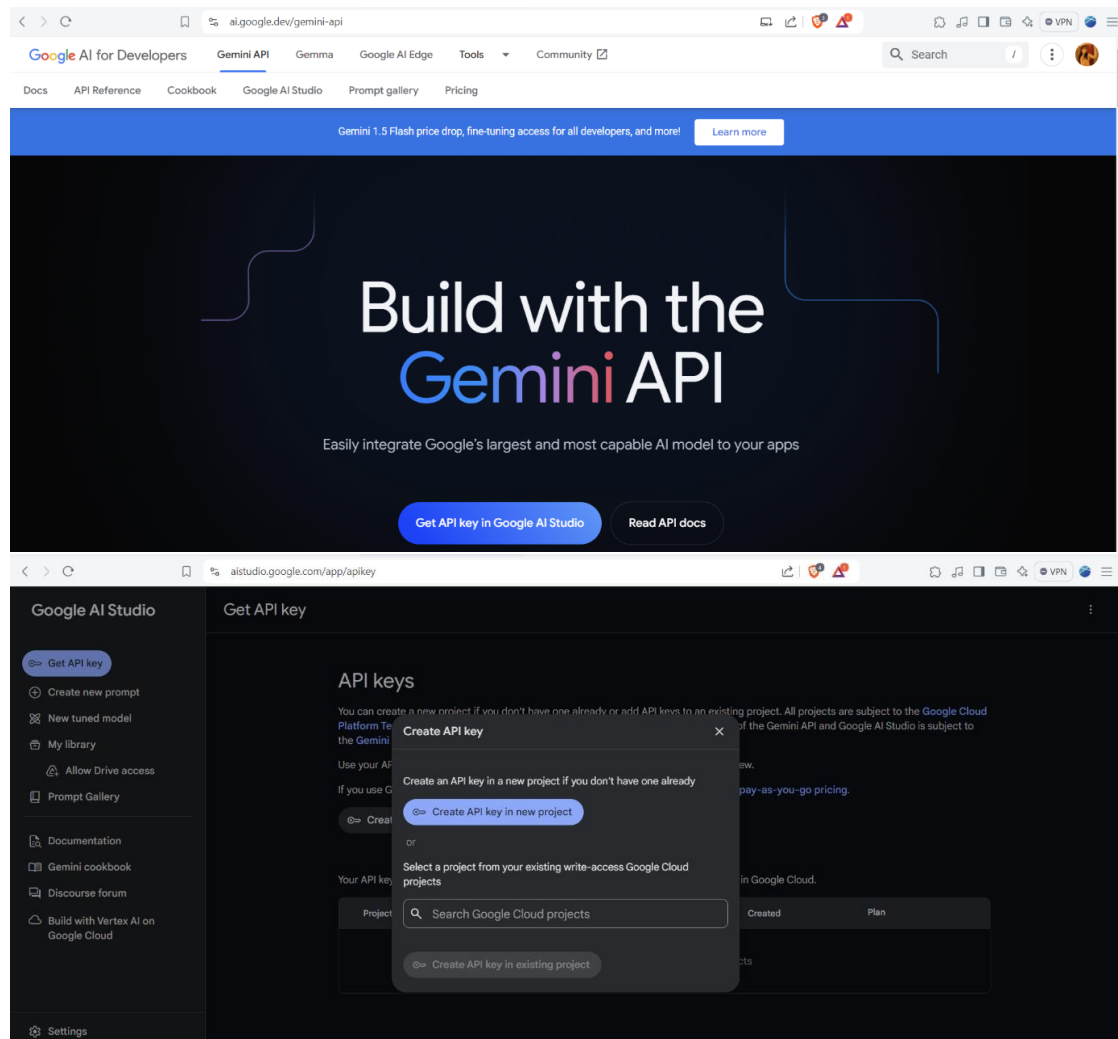 ai.google.dev/gemini-api
VPN
Google AI for Developers
Gemini API
Gemma
Google AI Edge
Tools
Community
Search
/
Docs
API Reference
Cookbook
Google AI Studio
Prompt gallery
Pricing
Gemini 1.5 Flash price drop, fine-tuning access for all developers, and more!
Learn more
Build with the
Gemini API
Easily integrate Google's largest and most capable AI model to your apps
Get API key in Google AI Studio
Read API docs
aistudio.google.com/app/apikey
VPN
Google AI Studio
Get API key
Get API key
Create new prompt
New tuned model
My library
Allow Drive access
Prompt Gallery
Documentation
Gemini cookbook
Discourse forum
Build with Vertex AI on
Google Cloud
Settings
API keys
You can create a new project if you don't have one already or add API keys to an existing project. All projects are subject to the Google Cloud
Platform Te of the Gemini API and Google AI Studio is subject to
the Gemini
Use your AP ew.
If you use G pay-as-you-go pricing.
Creat
Your API key in Google Cloud.
Project Created Plan
cts
Create API key
Create an API key in a new project if you don't have one already
Create API key in new project
or
Select a project from your existing write-access Google Cloud
projects
Search Google Cloud projects
Create API key in existing project